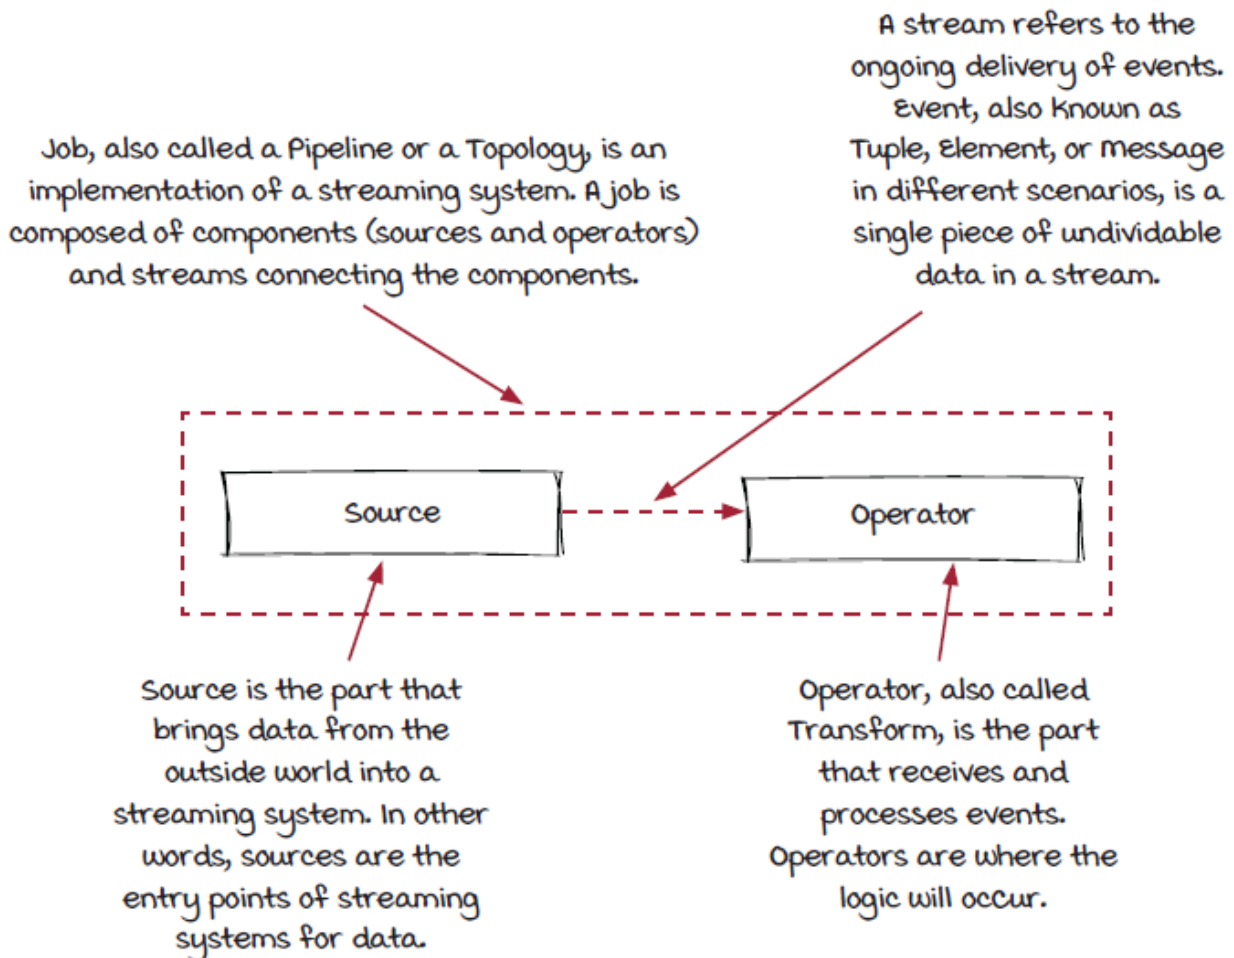 A stream refers to the
ongoing delivery of events.
Event, also known as
Tuple, Element, or Message
in different scenarios, is a
single piece of undividable
data in a stream.
Job, also called a Pipeline or a Topology, is an
implementation of a streaming system. A job is
composed of components (sources and operators)
and streams connecting the components.
Source
Operator
Source is the part that
brings data from the
outside world into a
streaming system. In other
words, sources are the
entry points of streaming
systems for data.
Operator, also called
Transform, is the part
that receives and
processes events.
Operators are where the
logic will occur.